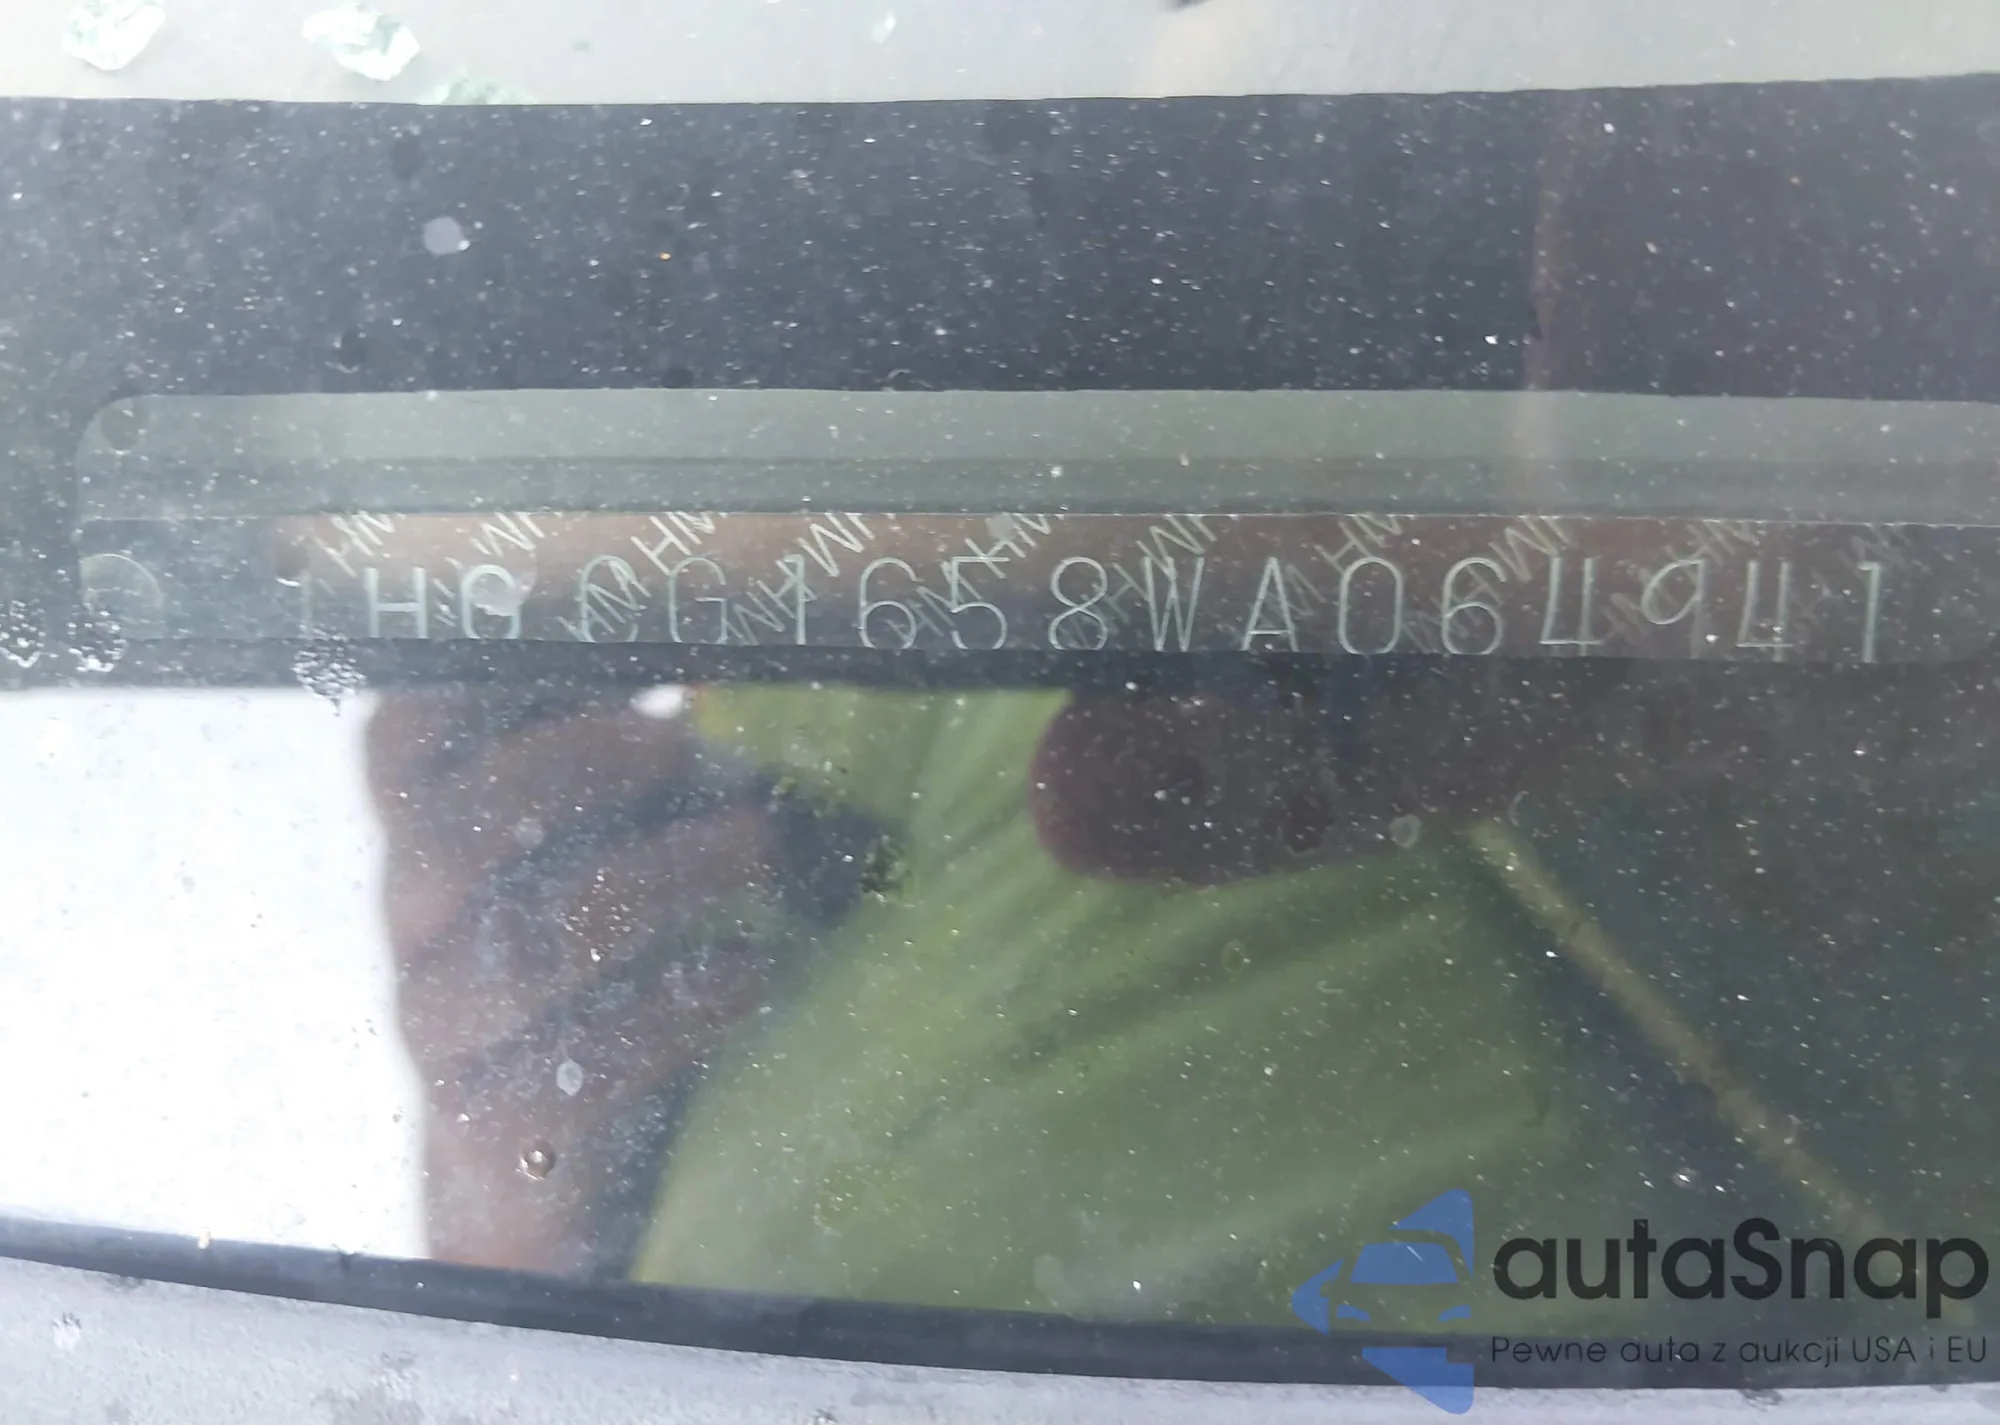 1HGCG1658WA064941
autaSnap
Pewne auta z aukcji USA i EU